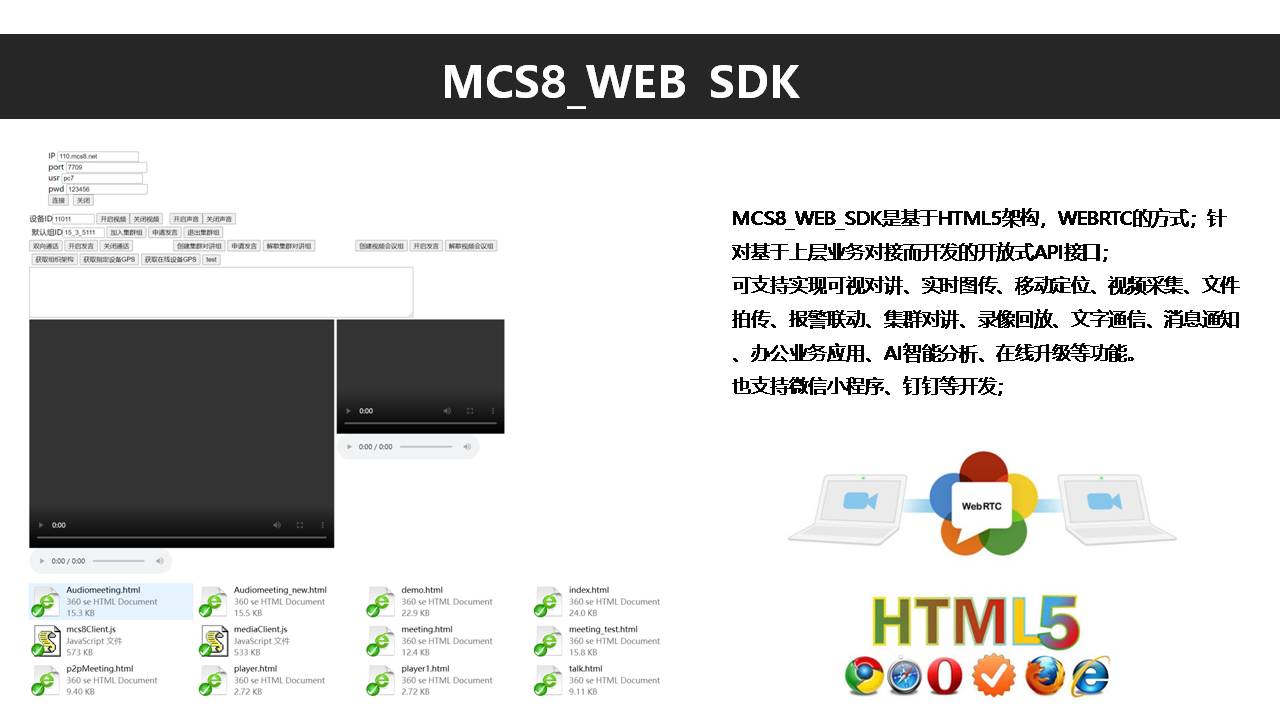 MCS8_WEB SDK
IP 110.mcs8.net
port 7709
usr pc7
pwd 123456
连接 关闭
设备ID 11011 开启视频 关闭视频 开启声音 关闭声音
默认组ID 15_3_5111 加入集群组 申请发言 退出集群组
双向通话 开启发言 关闭通话 创建集群对讲组 申请发言 解散集群对讲组 创建视频会议组 开启发言 解散视频会议组
获取组织架构 获取指定设备GPS 获取在线设备GPS test
0:00
0:00 / 0:00
0:00
0:00 / 0:00
Audiomeeting.html
360 se HTML Document
15.3 KB
Audiomeeting_new.html
360 se HTML Document
15.5 KB
demo.html
360 se HTML Document
22.9 KB
index.html
360 se HTML Document
24.0 KB
mcs8Client.js
JavaScript 文件
573 KB
mediaClient.js
JavaScript 文件
533 KB
meeting.html
360 se HTML Document
12.4 KB
meeting_test.html
360 se HTML Document
15.8 KB
p2pMeeting.html
360 se HTML Document
9.40 KB
player.html
360 se HTML Document
2.72 KB
player1.html
360 se HTML Document
2.72 KB
talk.html
360 se HTML Document
9.11 KB
MCS8_WEB_SDK是基于HTML5架构，WEBRTC的方式；针
对基于上层业务对接而开发的开放式API接口；
可支持实现可视对讲、实时图传、移动定位、视频采集、文件
拍传、报警联动、集群对讲、录像回放、文字通信、消息通知
、办公业务应用、AI智能分析、在线升级等功能。
也支持微信小程序、钉钉等开发；
WebRTC
HTML5